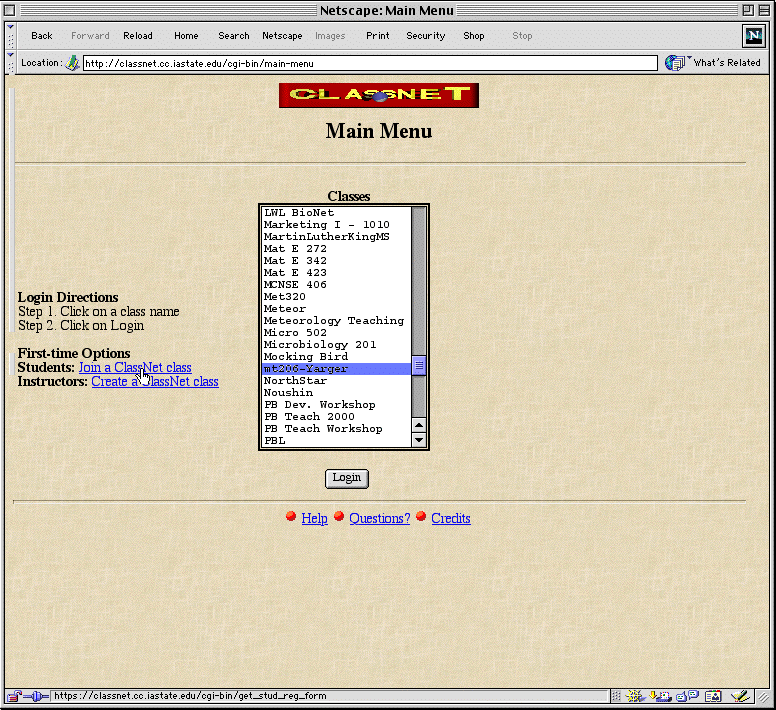 Netscape: Main Menu
Back Forward Reload Home Search Netscape Images Print Security Shop Stop
N
Location: http://classnet.cc.iastate.edu/cgi-bin/main-menu What's Related
CLASSNET
Main Menu
Classes
LWL BioNet
Marketing I - 1010
MartinLutherKingMS
Mat E 272
Mat E 342
Mat E 423
MCNSE 406
Met320
Meteor
Meteorology Teaching
Micro 502
Microbiology 201
Mocking Bird
mt206-Yarger
NorthStar
Noushin
PB Dev. Workshop
PB Teach 2000
PB Teach Workshop
PBL
Login Directions
Step 1. Click on a class name
Step 2. Click on Login
First-time Options
Students: Join a ClassNet class
Instructors: Create a ClassNet class
Login
Help Questions? Credits
https://classnet.cc.iastate.edu/cgi-bin/get_stud_reg_form